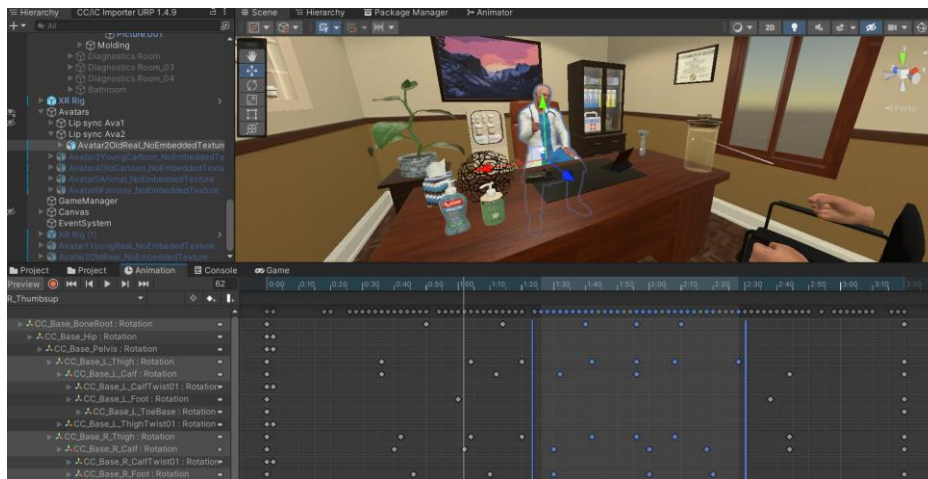 Hierarchy
CC/iC Importer URP 1.4.9
Scene
Hierarchy
Package Manager
Animator
All
2D
Picture.001
Molding
Diagnostics Room
Diagnostics Room_03
Diagnostics Room_04
Bathroom
XR Rig
Avatars
Lip sync Ava1
Lip sync Ava2
Avatar2OldReal_NoEmbeddedTextun
Avatar3YoungCartoon_NoEmbeddedTe
Avatar4OldCartoon_NoEmbeddedTextu
Avatar5Animal_NoEmbeddedTexture
Avatar6Fantasy_NoEmbeddedTexture
GameManager
Canvas
EventSystem
XR Rig (1)
Avatar1YoungReal_NoEmbededTexture
Avatar2OldReal_NoEmbeddedTexture
Persp
Project
Project
Animation
Console
Game
Preview
62
0:00
0:10
0:20
0:30
0:40
0:50
1:00
1:10
1:20
1:30
1:40
1:50
2:00
2:10
2:20
2:30
2:40
2:50
3:00
3:10
3:20
R_Thumbsup
CC_Base_BoneRoot : Rotation
CC_Base_Hip : Rotation
CC_Base_Pelvis : Rotation
CC_Base_L_Thigh : Rotation
CC_Base_L_Calf : Rotation
CC_Base_L_CalfTwist01 : Rotation
CC_Base_L_Foot : Rotation
CC_Base_L_ToeBase : Rotation
CC_Base_L_ThighTwist01 : Rotation
CC_Base_R_Thigh : Rotation
CC_Base_R_Calf : Rotation
CC_Base_R_CalfTwist01 : Rotation
CC_Base_R_Foot : Rotation